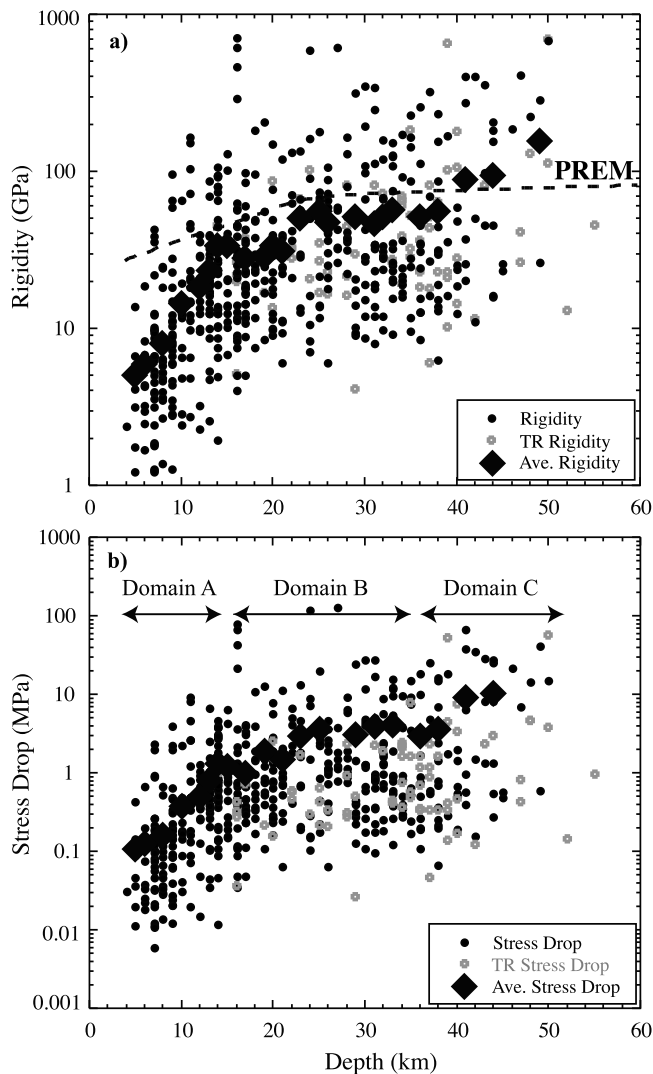 1000
a)
100
PREM
Rigidity (GPa)
10
Rigidity
TR Rigidity
Ave. Rigidity
1
0 10 20 30 40 50 60
1000
b)
Domain A Domain B Domain C
100
10
Stress Drop (MPa)
1
0.1
0.01
Stress Drop
TR Stress Drop
Ave. Stress Drop
0.001
0 10 20 30 40 50 60
Depth (km)